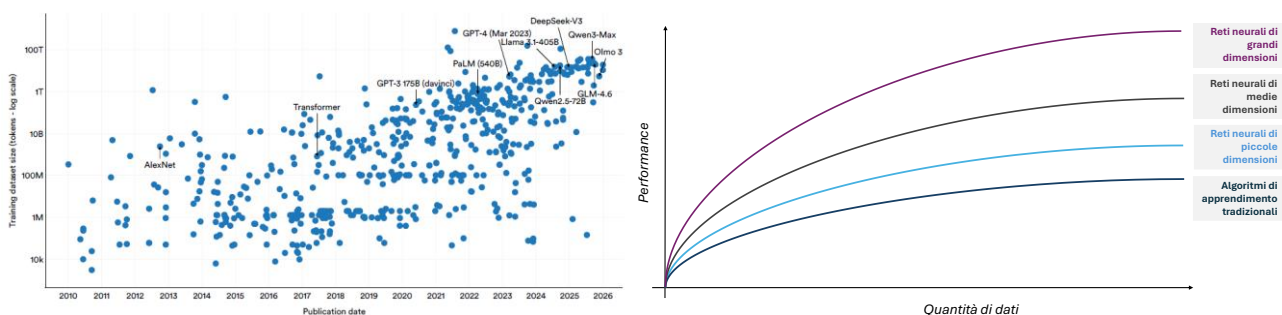 Training dataset size (tokens - log scale)
100T
1T
10B
100M
1M
10k
DeepSeek-V3
GPT-4 (Mar 2023)
Qwen3-Max
Llama 3.1-405B
Olmo 3
PaLM (540B)
GPT-3 175B (davinci)
GLM-4.6
Qwen2.5-72B
Transformer
AlexNet
2010 2011 2012 2013 2014 2015 2016 2017 2018 2019 2020 2021 2022 2023 2024 2025 2026
Publication date
Performance
Quantità di dati
Reti neurali di
grandi
dimensioni
Reti neurali di
medie
dimensioni
Reti neurali di
piccole
dimensioni
Algoritmi di
apprendimento
tradizionali